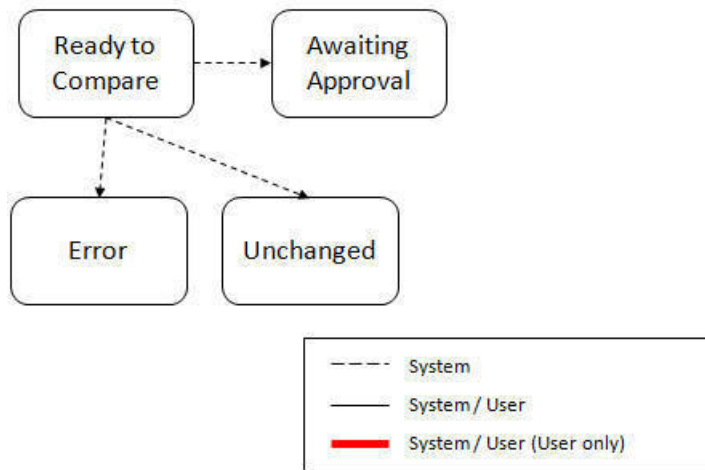 Ready to
Compare
Awaiting
Approval
Error
Unchanged
System
System / User
System / User (User only)